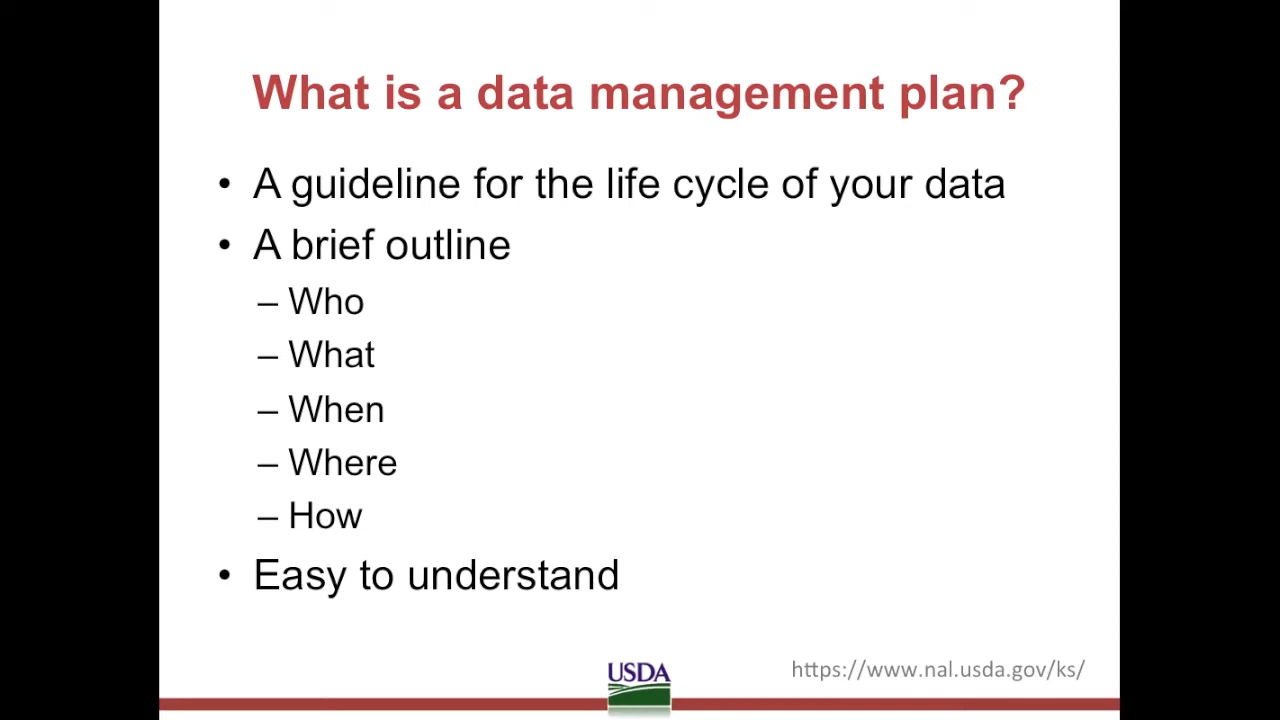 What is a data management plan?
• A guideline for the life cycle of your data
• A brief outline
– Who
– What
– When
– Where
– How
• Easy to understand
USDA
https://www.nal.usda.gov/ks/